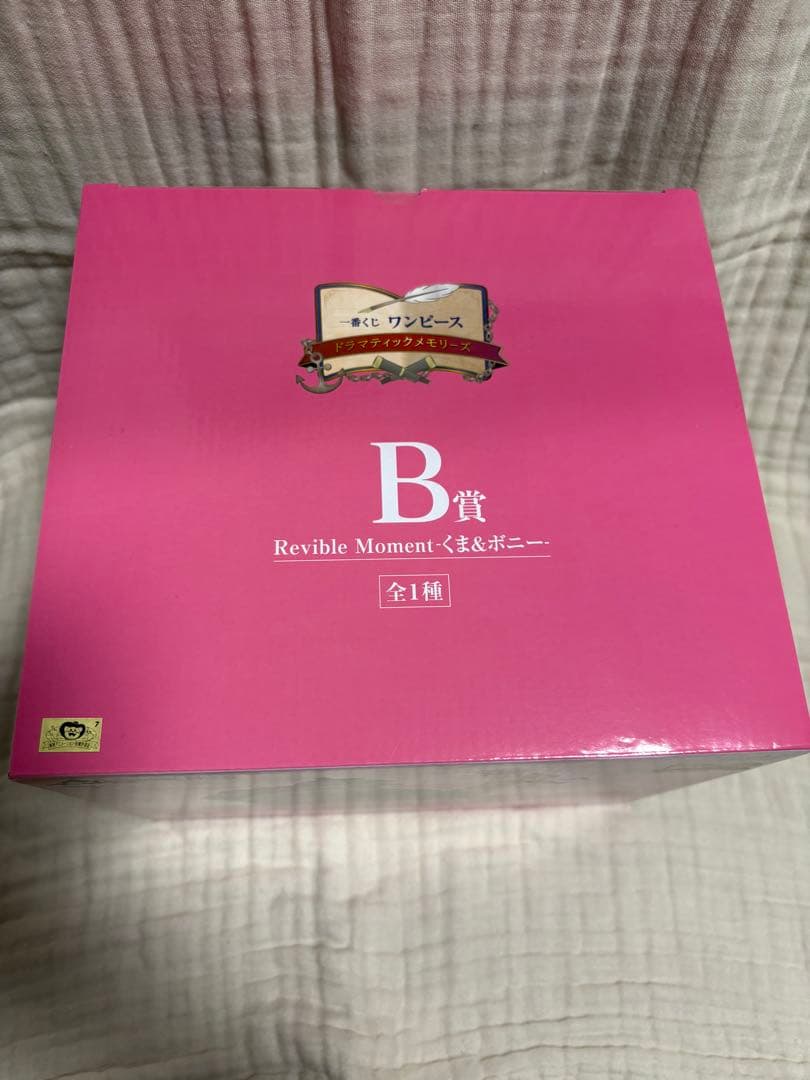 一番くじ ワンピース
ドラマティックメモリーズ
B賞
Revible Moment-くま&ボニー-
全1種
7